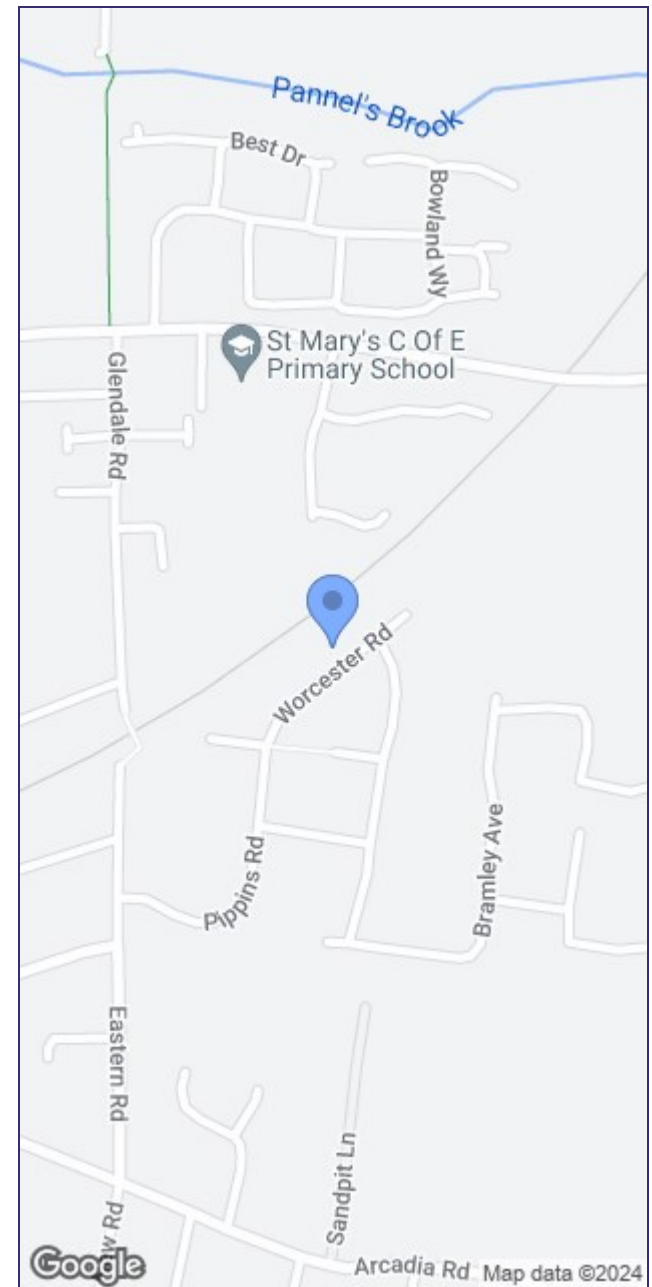 Pannel's Brook
Best Dr
Bowland Wy
St Mary's C Of E
Primary School
Glendale Rd
Worcester Rd
Bramley Ave
Pippins Rd
Eastern Rd
Sandpit Ln
Rd
Arcadia Rd
Google
Map data ©2024